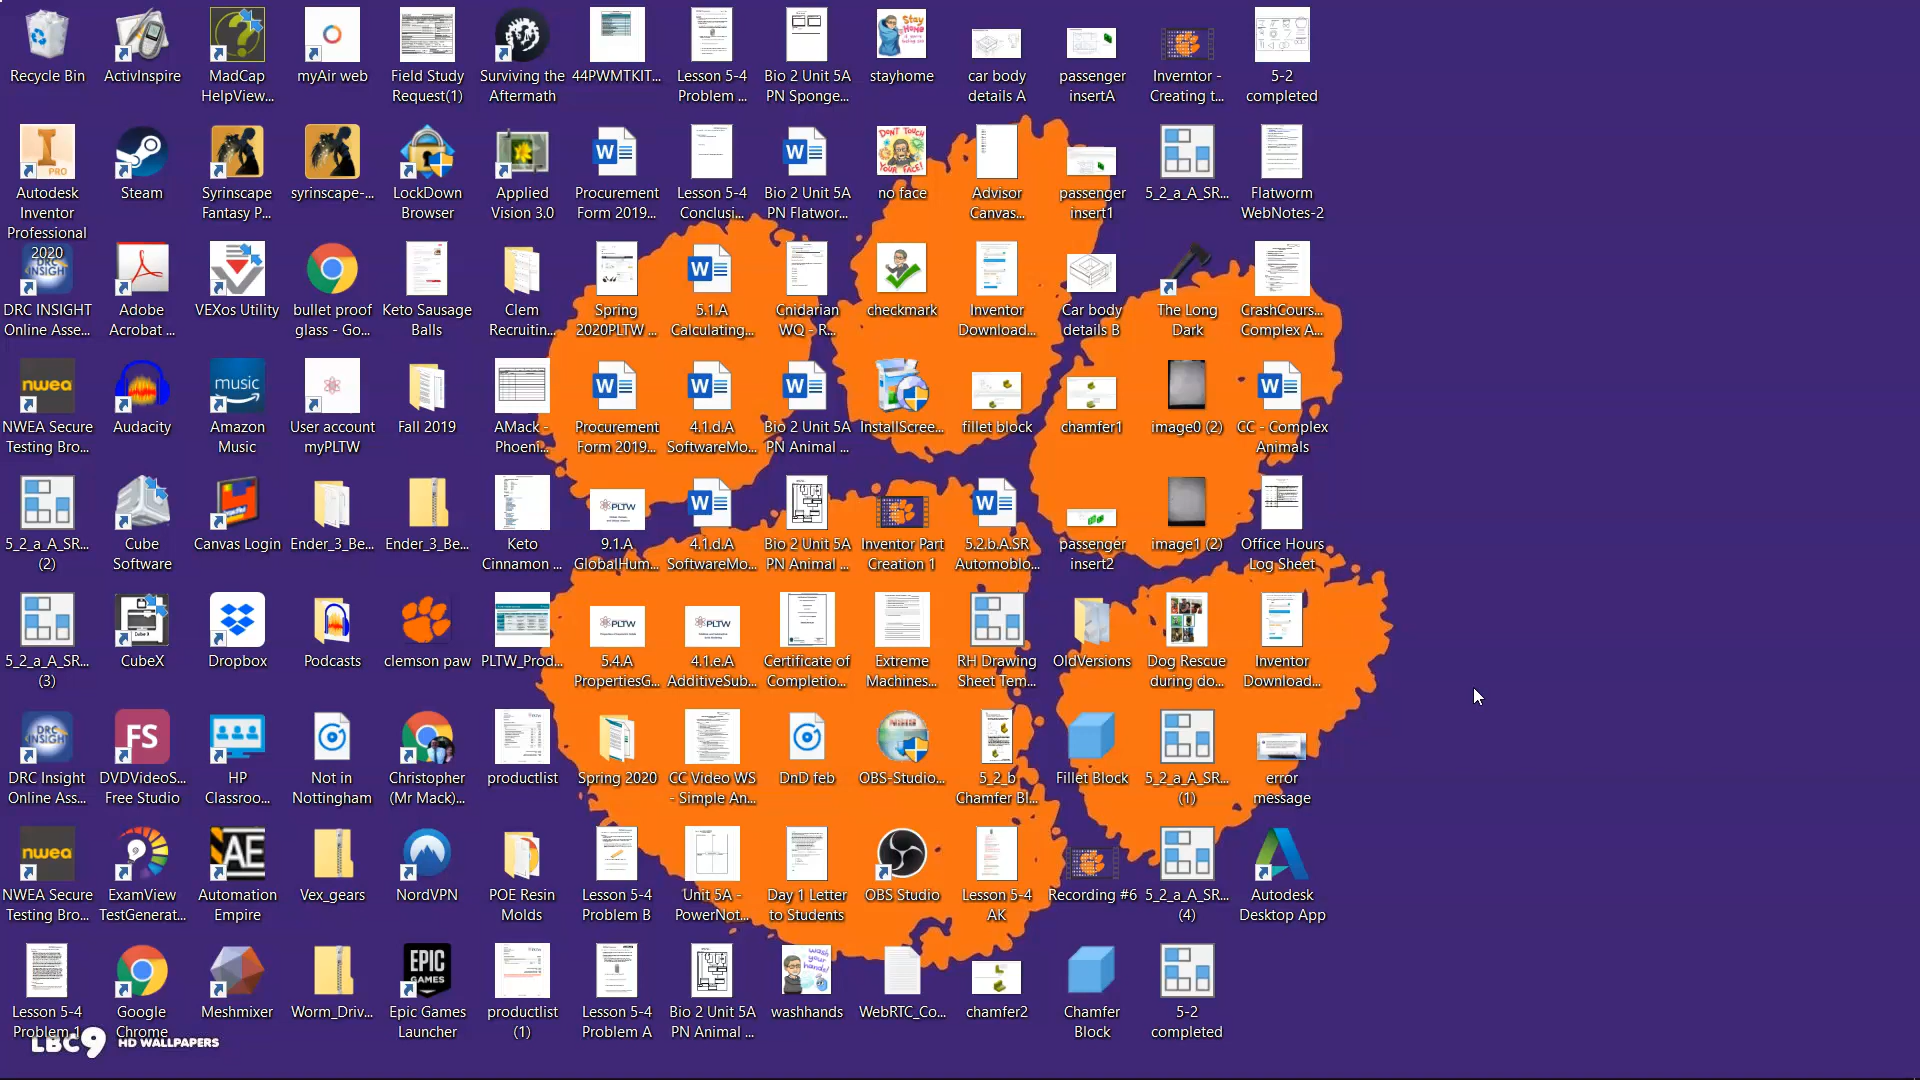 Recycle Bin
ActivInspire
MadCap
HelpView...
myAir web
Field Study
Request(1)
Surviving the
Aftermath
44PWMTKIT...
Lesson 5-4
Problem ...
Bio 2 Unit 5A
PN Sponge...
stayhome
car body
details A
passenger
insertA
Inverntor -
Creating t...
5-2
completed
Autodesk
Inventor
Professional
2020
Steam
Syrinscape
Fantasy P...
syrinscape-...
LockDown
Browser
Applied
Vision 3.0
Procurement
Form 2019...
Lesson 5-4
Conclusi...
Bio 2 Unit 5A
PN Flatwor...
no face
Advisor
Canvas...
passenger
insert1
5_2_a_A_SR...
Flatworm
WebNotes-2
DRC INSIGHT
Online Asse...
Adobe
Acrobat ...
VEXos Utility
bullet proof
glass - Go...
Keto Sausage
Balls
Clem
Recruitin...
Spring
2020PLTW ...
5.1.A
Calculating...
Cnidarian
WQ - R...
checkmark
Inventor
Download...
Car body
details B
The Long
Dark
CrashCours...
Complex A...
NWEA Secure
Testing Bro...
Audacity
Amazon
Music
User account
myPLTW
Fall 2019
AMack -
Phoeni...
Procurement
Form 2019...
4.1.d.A
SoftwareMo...
Bio 2 Unit 5A
PN Animal ...
InstallScree...
fillet block
chamfer1
image0 (2)
CC - Complex
Animals
5_2_a_A_SR...
(2)
Cube
Software
Canvas Login
Ender_3_Be...
Ender_3_Be...
Keto
Cinnamon ...
9.1.A
GlobalHum...
4.1.d.A
SoftwareMo...
Bio 2 Unit 5A
PN Animal ...
Inventor Part
Creation 1
5.2.b.A.SR
Automoblo...
passenger
insert2
image1 (2)
Office Hours
Log Sheet
5_2_a_A_SR...
(3)
CubeX
Dropbox
Podcasts
clemson paw
PLTW_Prod...
5.4.A
PropertiesG...
4.1.e.A
AdditiveSub...
Certificate of
Completio...
Extreme
Machines...
RH Drawing
Sheet Tem...
OldVersions
Dog Rescue
during do...
Inventor
Download...
DRC Insight
Online Ass...
DVDVideoS...
Free Studio
HP
Classroo...
Not in
Nottingham
Christopher
(Mr Mack)...
productlist
Spring 2020
CC Video WS
- Simple An...
DnD feb
OBS-Studio...
5_2_b
Chamfer Bl...
Fillet Block
5_2_a_A_SR...
(1)
error
message
NWEA Secure
Testing Bro...
ExamView
TestGenerat...
Automation
Empire
Vex_gears
NordVPN
POE Resin
Molds
Lesson 5-4
Problem B
Unit 5A -
PowerNot...
Day 1 Letter
to Students
OBS Studio
Lesson 5-4
AK
Recording #6
5_2_a_A_SR...
(4)
Autodesk
Desktop App
Lesson 5-4
Problem 1
Google
Chrome
Meshmixer
Worm_Driv...
Epic Games
Launcher
productlist
(1)
Lesson 5-4
Problem A
Bio 2 Unit 5A
PN Animal ...
washhands
WebRTC_Co...
chamfer2
Chamfer
Block
5-2
completed
LBC9 HD WALLPAPERS